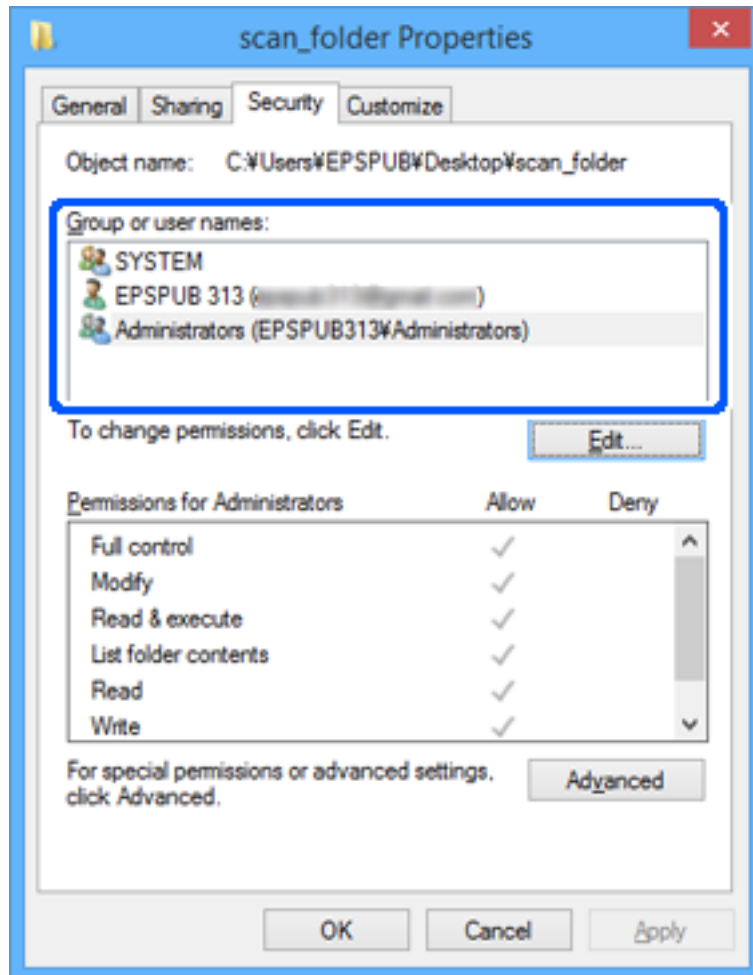 scan_folder Properties
General Sharing Security Customize
Object name: C:¥Users¥EPSPUB¥Desktop¥scan_folder
Group or user names:
SYSTEM
EPSPUB 313 ( )
Administrators (EPSPUB313¥Administrators)
To change permissions, click Edit.
Edit...
Permissions for Administrators Allow Deny
Full control
Modify
Read & execute
List folder contents
Read
Write
For special permissions or advanced settings, click Advanced.
Advanced
OK Cancel Apply